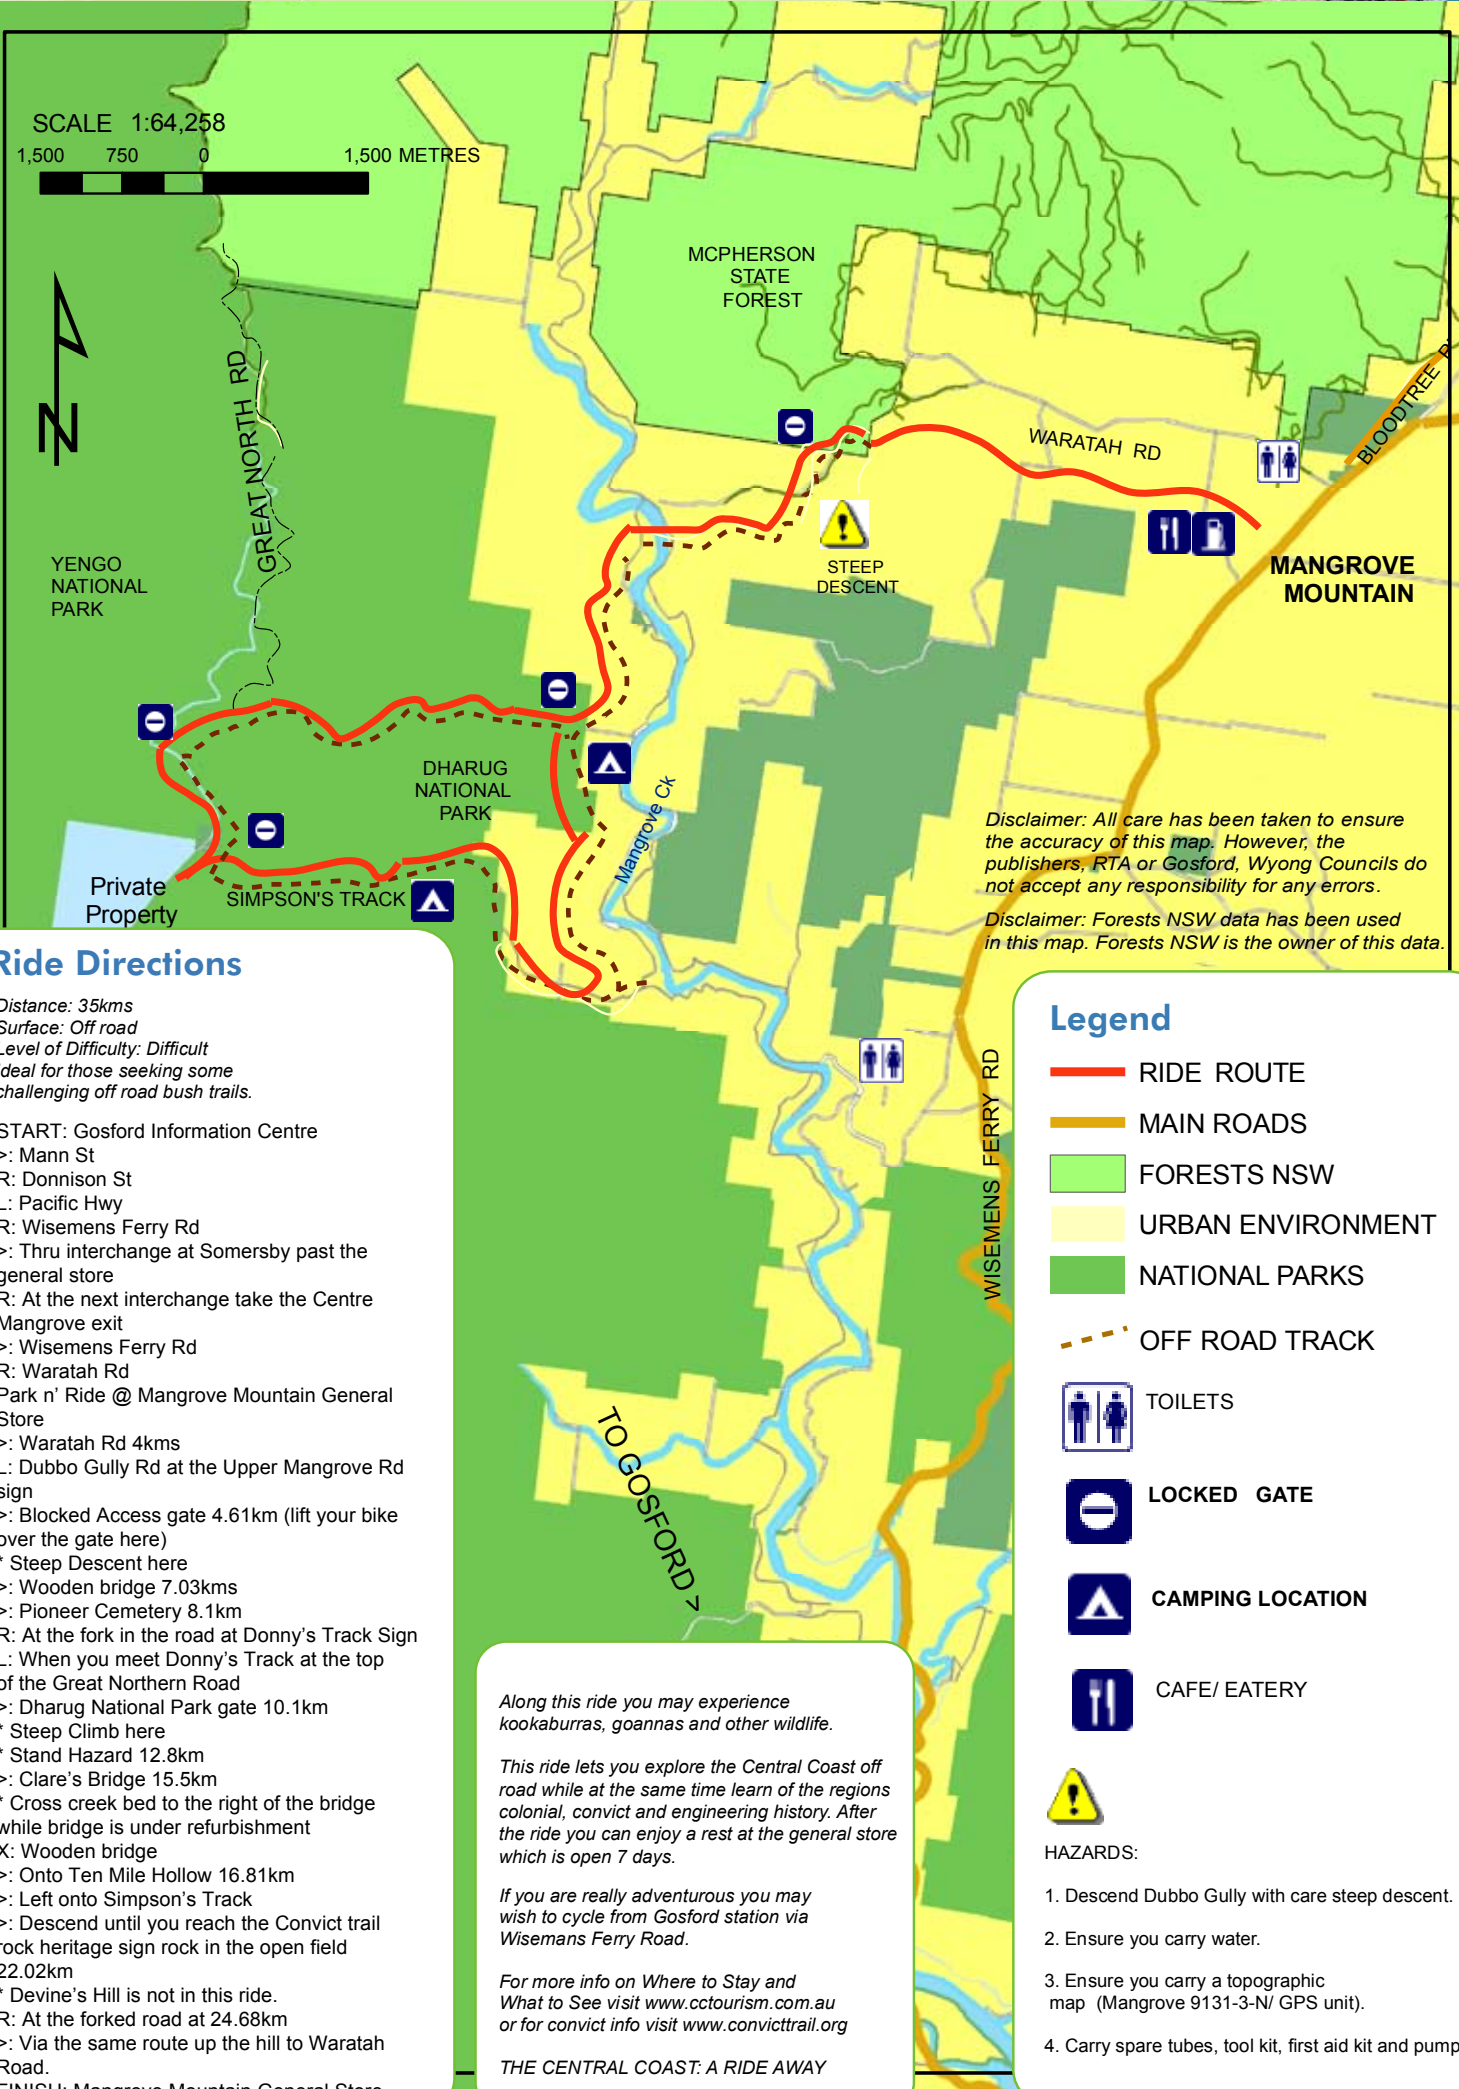 SCALE 1:64,258
1,500 750 0 1,500 METRES
N
GREAT NORTH RD
YENGO
NATIONAL
PARK
MCPHERSON
STATE
FOREST
WARATAH RD
BLOODTREE
STEEP
DESCENT
MANGROVE
MOUNTAIN
DHARUG
NATIONAL
PARK
Mangrove Ck
Private
Property
SIMPSON'S TRACK
WISEMENS FERRY RD
TO GOSFORD >
Disclaimer: All care has been taken to ensure
the accuracy of this map. However, the
publishers, RTA or Gosford, Wyong Councils do
not accept any responsibility for any errors.
Disclaimer: Forests NSW data has been used
in this map. Forests NSW is the owner of this data.
Ride Directions
Distance: 35kms
Surface: Off road
Level of Difficulty: Difficult
Ideal for those seeking some
challenging off road bush trails.
START: Gosford Information Centre
>: Mann St
R: Donnison St
L: Pacific Hwy
R: Wisemens Ferry Rd
>: Thru interchange at Somersby past the
general store
R: At the next interchange take the Centre
Mangrove exit
>: Wisemens Ferry Rd
R: Waratah Rd
Park n' Ride @ Mangrove Mountain General
Store
>: Waratah Rd 4kms
L: Dubbo Gully Rd at the Upper Mangrove Rd
sign
>: Blocked Access gate 4.61km (lift your bike
over the gate here)
* Steep Descent here
>: Wooden bridge 7.03kms
>: Pioneer Cemetery 8.1km
R: At the fork in the road at Donny's Track Sign
L: When you meet Donny's Track at the top
of the Great Northern Road
>: Dharug National Park gate 10.1km
* Steep Climb here
* Stand Hazard 12.8km
>: Clare's Bridge 15.5km
* Cross creek bed to the right of the bridge
while bridge is under refurbishment
X: Wooden bridge
>: Onto Ten Mile Hollow 16.81km
>: Left onto Simpson's Track
>: Descend until you reach the Convict trail
rock heritage sign rock in the open field
22.02km
* Devine's Hill is not in this ride.
R: At the forked road at 24.68km
>: Via the same route up the hill to Waratah
Road.
FINISH: Mangrove Mountain General Store
Along this ride you may experience
kookaburras, goannas and other wildlife.
This ride lets you explore the Central Coast off
road while at the same time learn of the regions
colonial, convict and engineering history. After
the ride you can enjoy a rest at the general store
which is open 7 days.
If you are really adventurous you may
wish to cycle from Gosford station via
Wisemans Ferry Road.
For more info on Where to Stay and
What to See visit www.cctourism.com.au
or for convict info visit www.convicttrail.org
THE CENTRAL COAST: A RIDE AWAY
Legend
RIDE ROUTE
MAIN ROADS
FORESTS NSW
URBAN ENVIRONMENT
NATIONAL PARKS
OFF ROAD TRACK
TOILETS
LOCKED GATE
CAMPING LOCATION
CAFE/ EATERY
HAZARDS:
1. Descend Dubbo Gully with care steep descent.
2. Ensure you carry water.
3. Ensure you carry a topographic
map (Mangrove 9131-3-N/ GPS unit).
4. Carry spare tubes, tool kit, first aid kit and pump